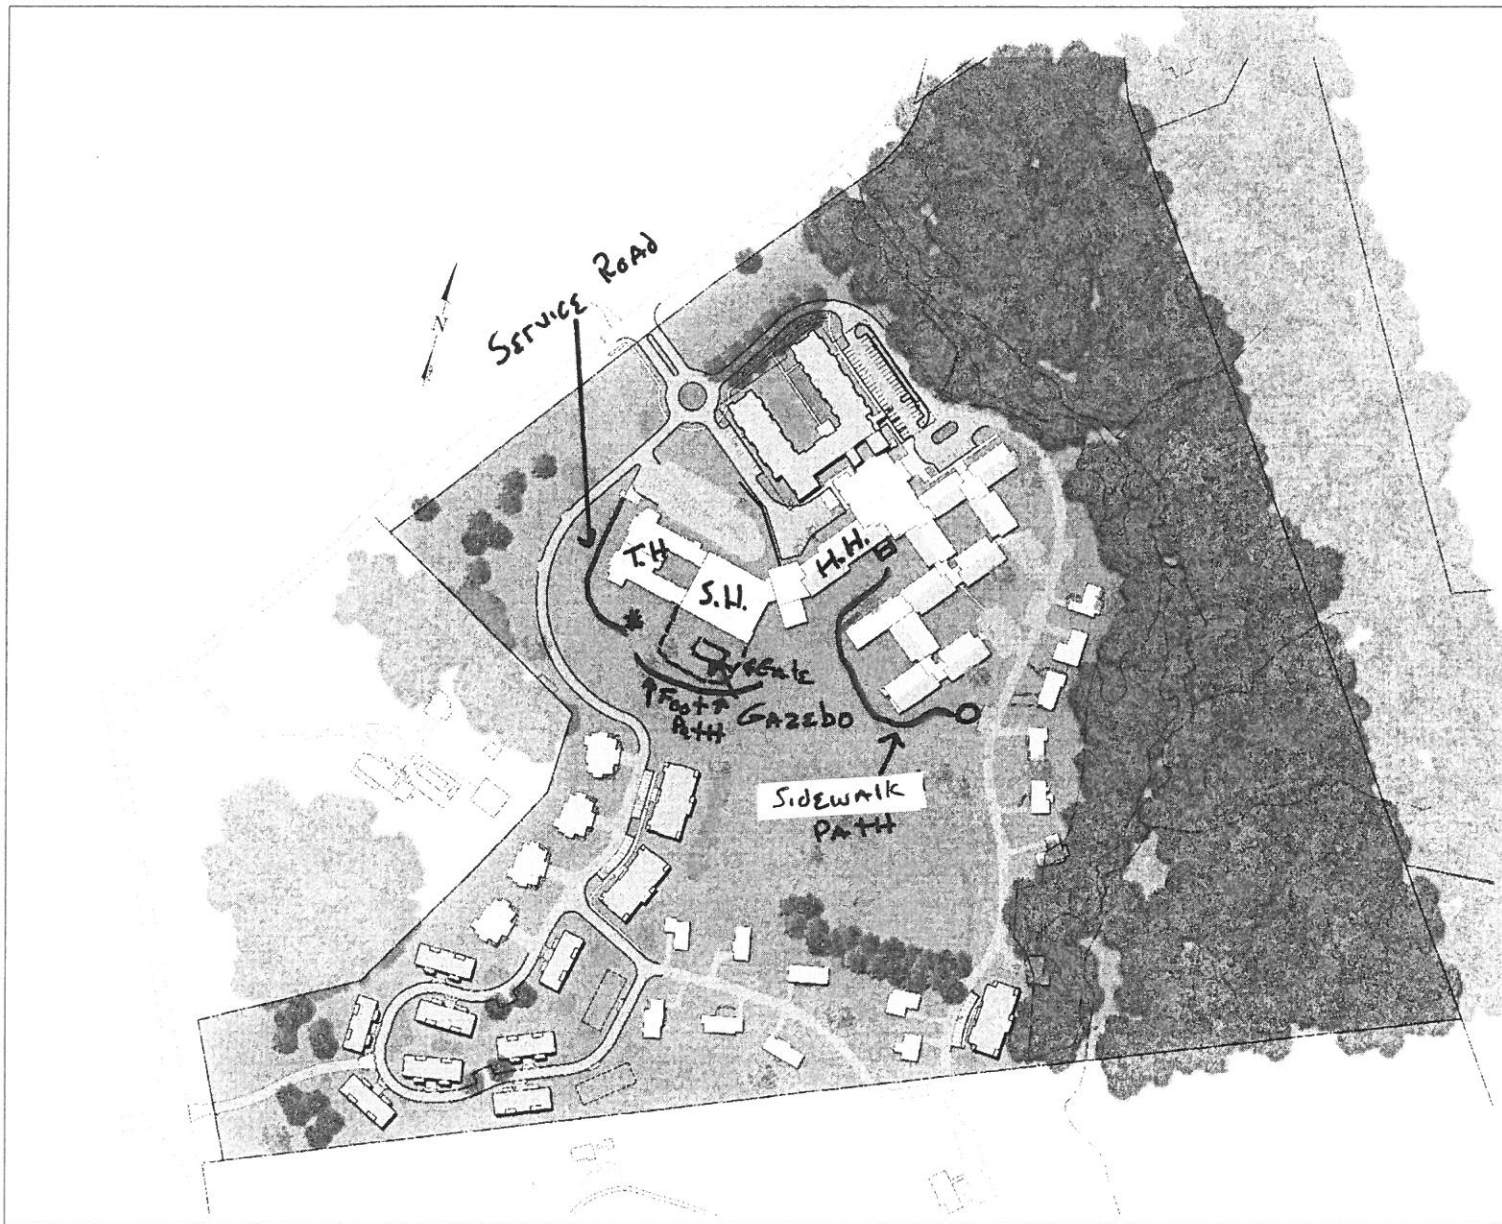 Service Road
N
T.H
S.H.
H.H.
Foot
Path
Gazebo
Sidewalk
Path